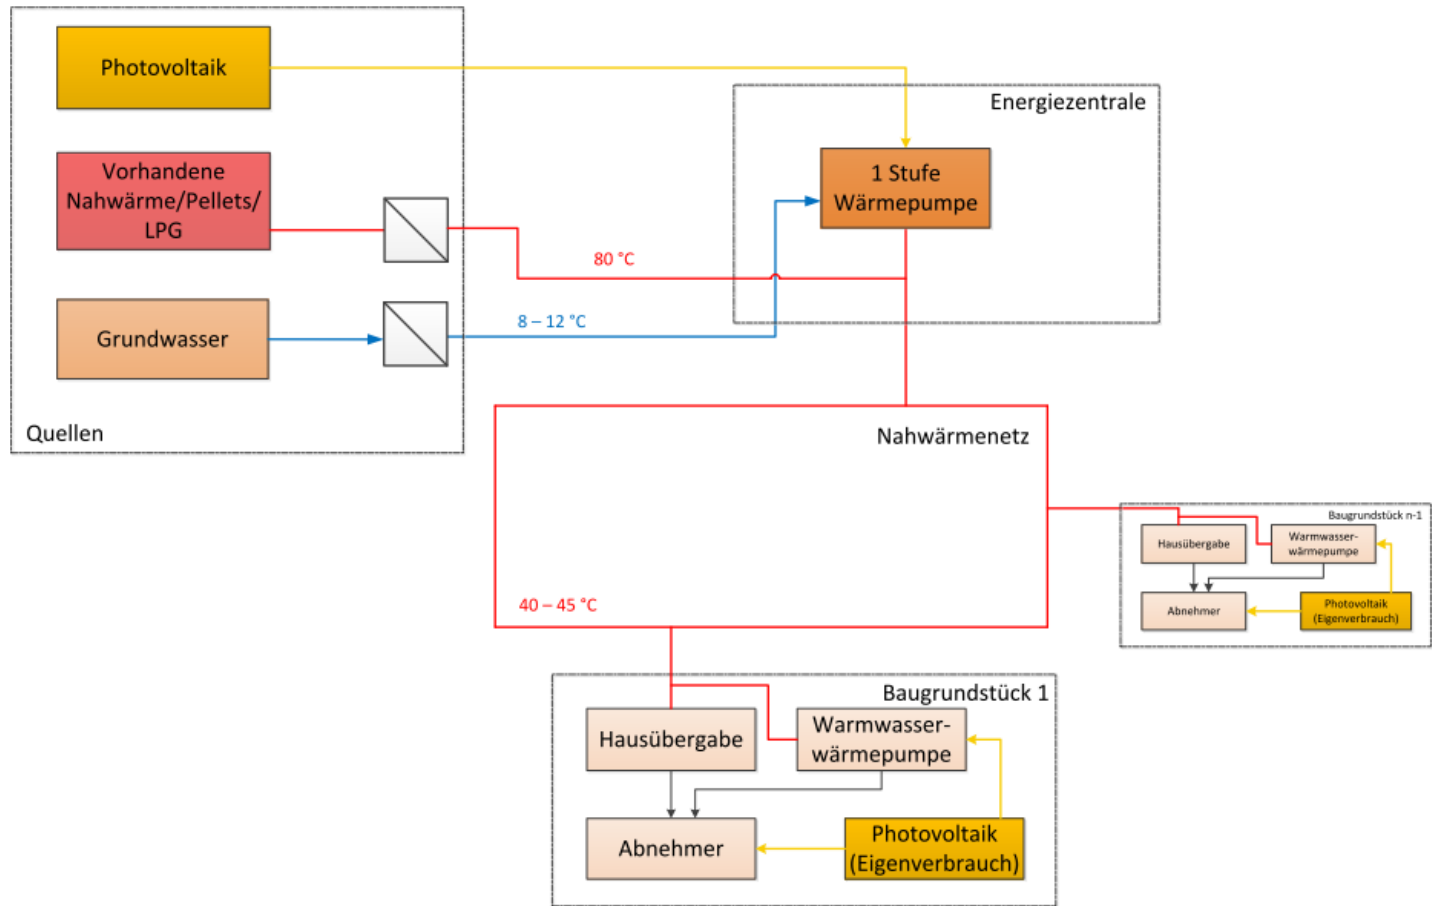 Photovoltaik
Energiezentrale
Vorhandene
Nahwärme/Pellets/
LPG
1 Stufe
Wärmepumpe
80 °C
8 – 12 °C
Grundwasser
Quellen
Nahwärmenetz
40 – 45 °C
Baugrundstück n-1
Hausübergabe
Warmwasser-
wärmepumpe
Abnehmer
Photovoltaik
(Eigenverbrauch)
Baugrundstück 1
Hausübergabe
Warmwasser-
wärmepumpe
Abnehmer
Photovoltaik
(Eigenverbrauch)